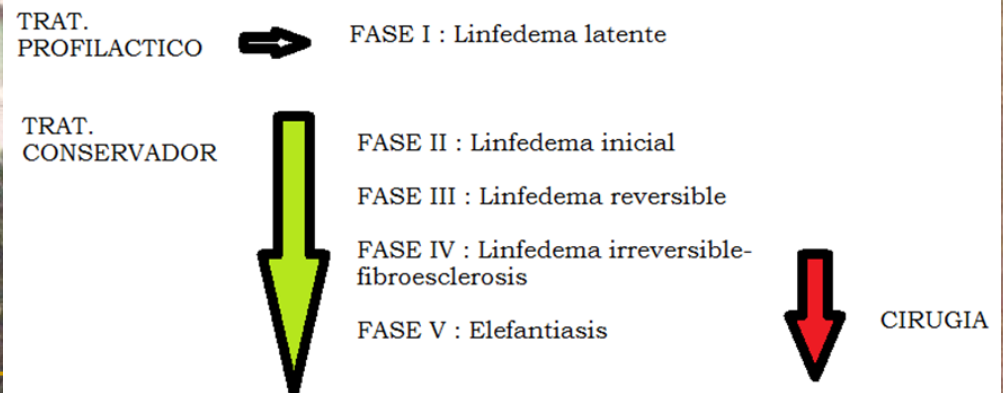 TRAT.
PROFILACTICO
FASE I : Linfedema latente
TRAT.
CONSERVADOR
FASE II : Linfedema inicial
FASE III : Linfedema reversible
FASE IV : Linfedema irreversible-
fibroesclerosis
FASE V : Elefantiasis
CIRUGIA